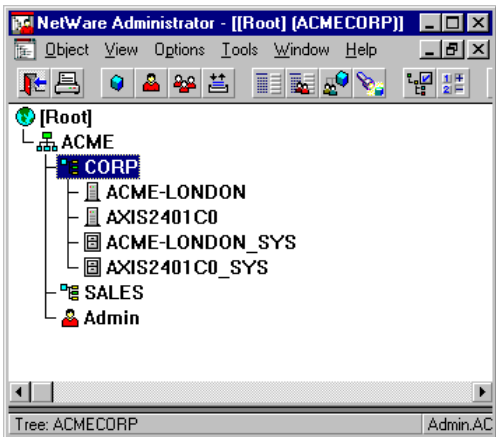 NetWare Administrator - [[Root] (ACMECORP)]
Object View Options Tools Window Help
[Root]
ACME
CORP
ACME-LONDON
AXIS2401C0
ACME-LONDON_SYS
AXIS2401C0_SYS
SALES
Admin
Tree: ACMECORP Admin.AC